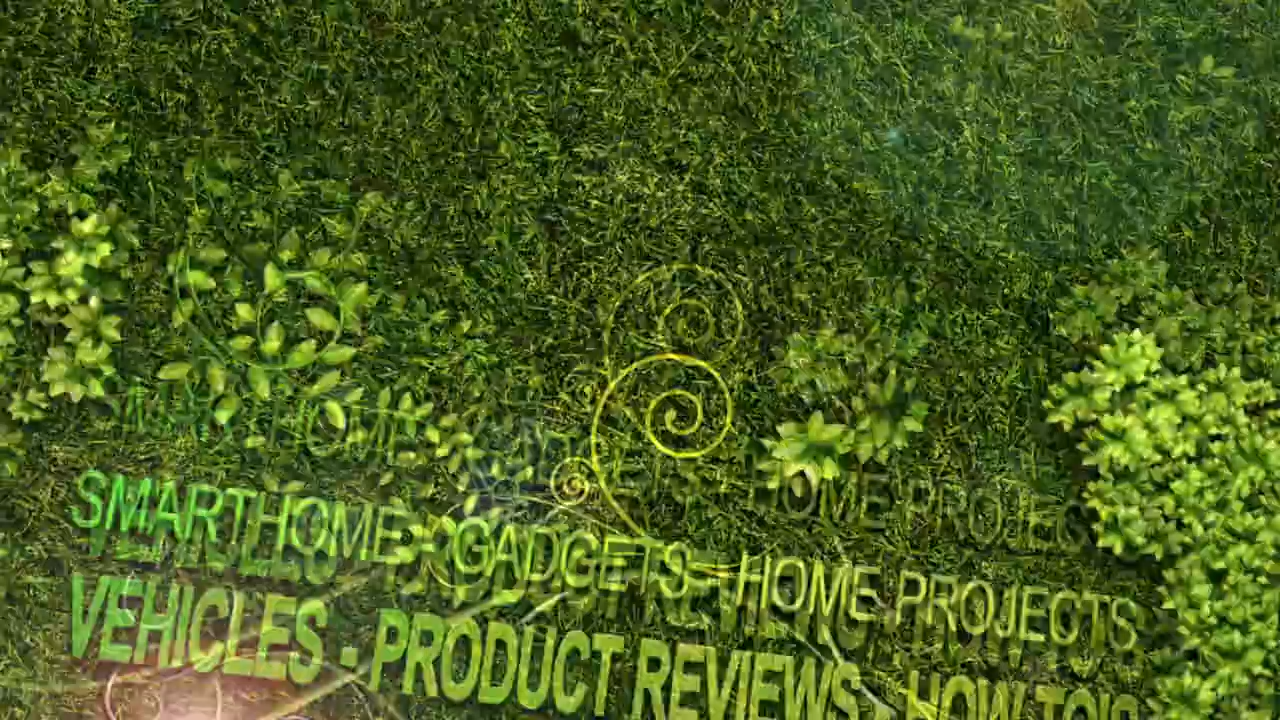 SMARTHOME - GADGETS - HOME PROJECTS
VEHICLES - PRODUCT REVIEWS - HOW TO'S